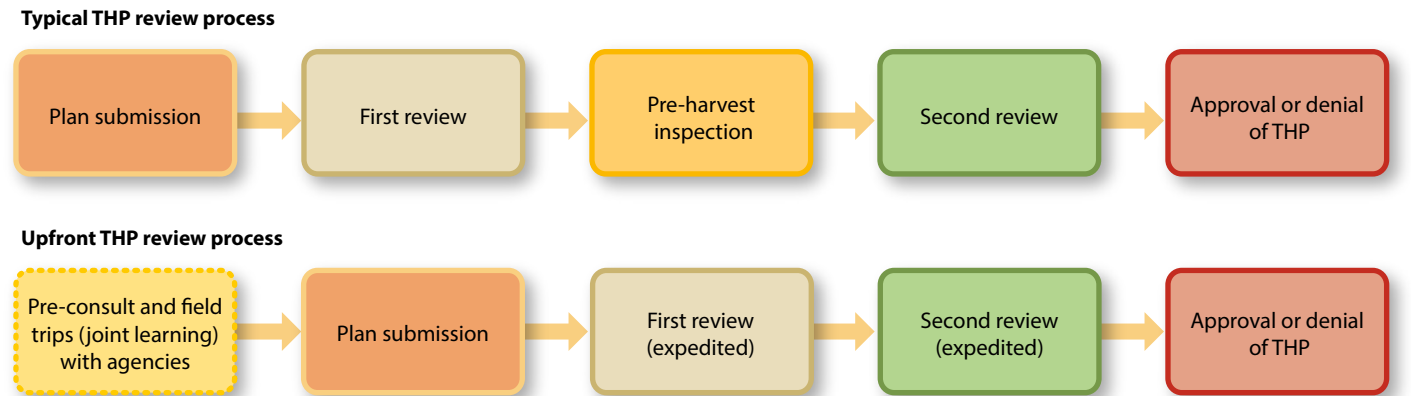 Typical THP review process
Plan submission
First review
Pre-harvest
inspection
Second review
Approval or denial
of THP
Upfront THP review process
Pre-consult and field
trips (joint learning)
with agencies
Plan submission
First review
(expedited)
Second review
(expedited)
Approval or denial
of THP